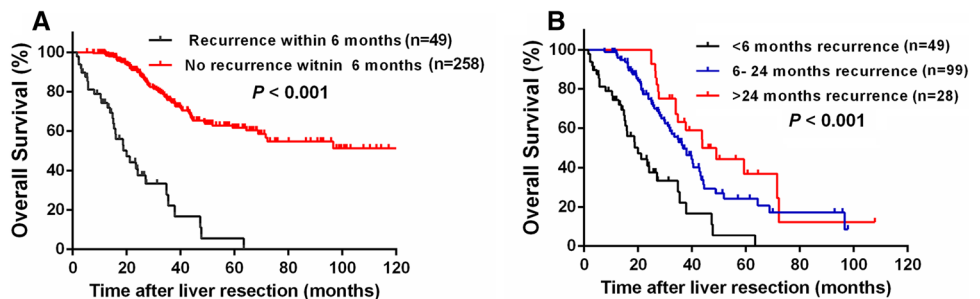 A
Overall Survival (%)
100
80
60
40
20
0
Recurrence within 6 months (n=49)
No recurrence within 6 months (n=258)
P < 0.001
0 20 40 60 80 100 120
Time after liver resection (months)
B
Overall Survival (%)
100
80
60
40
20
0
<6 months recurrence (n=49)
6- 24 months recurrence (n=99)
>24 months recurrence (n=28)
P < 0.001
0 20 40 60 80 100 120
Time after liver resection (months)